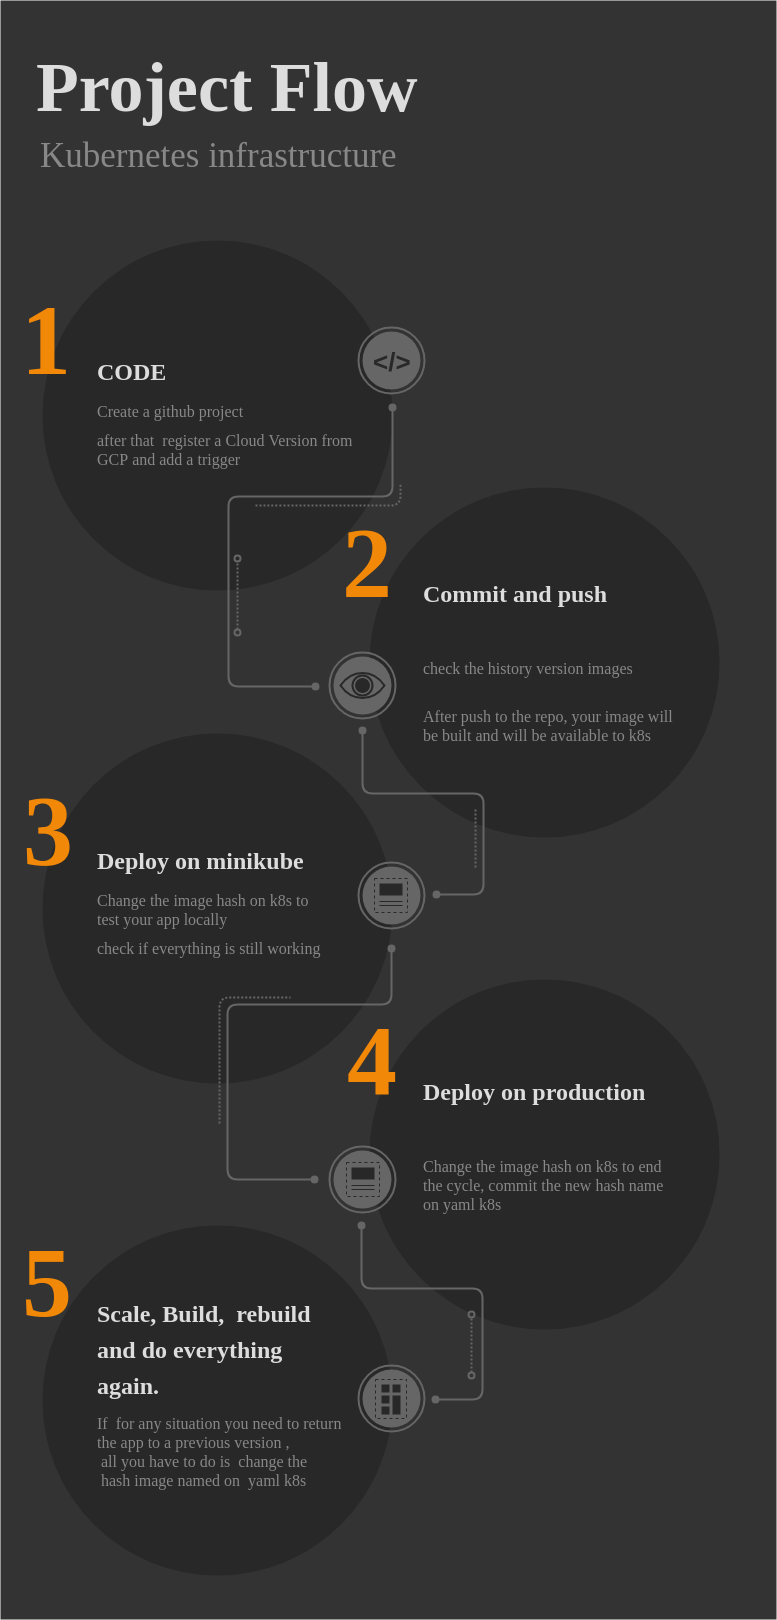 Project Flow
Kubernetes infrastructure
1
CODE
Create a github project
after that  register a Cloud Version from
GCP and add a trigger
</>
2
Commit and push
check the history version images
After push to the repo, your image will
be built and will be available to k8s
3
Deploy on minikube
Change the image hash on k8s to
test your app locally
check if everything is still working
4
Deploy on production
Change the image hash on k8s to end
the cycle, commit the new hash name
on yaml k8s
5
Scale, Build,  rebuild
and do everything
again.
If  for any situation you need to return
the app to a previous version ,
 all you have to do is  change the
 hash image named on  yaml k8s